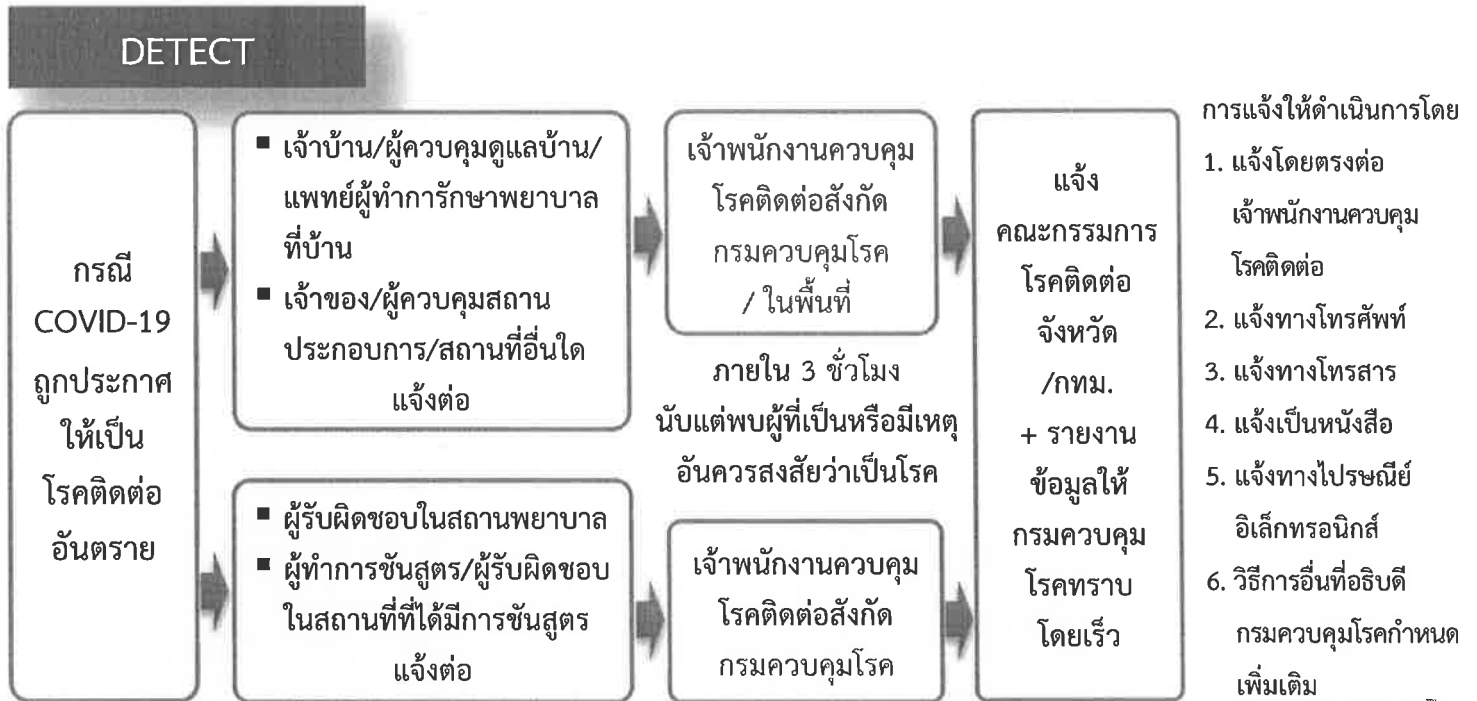 DETECT
กรณี
COVID-19
ถูกประกาศ
ให้เป็น
โรคติดต่อ
อันตราย
■ เจ้าบ้าน/ผู้ควบคุมดูแลบ้าน/
แพทย์ผู้ทำการรักษาพยาบาล
ที่บ้าน
■ เจ้าของ/ผู้ควบคุมสถาน
ประกอบการ/สถานที่อื่นใด
แจ้งต่อ
■ ผู้รับผิดชอบในสถานพยาบาล
■ ผู้ทำการชันสูตร/ผู้รับผิดชอบ
ในสถานที่ที่ได้มีการชันสูตร
แจ้งต่อ
เจ้าพนักงานควบคุม
โรคติดต่อสังกัด
กรมควบคุมโรค
/ ในพื้นที่
ภายใน 3 ชั่วโมง
นับแต่พบผู้ที่เป็นหรือมีเหตุ
อันควรสงสัยว่าเป็นโรค
เจ้าพนักงานควบคุม
โรคติดต่อสังกัด
กรมควบคุมโรค
แจ้ง
คณะกรรมการ
โรคติดต่อ
จังหวัด
/กทม.
+ รายงาน
ข้อมูลให้
กรมควบคุม
โรคทราบ
โดยเร็ว
การแจ้งให้ดำเนินการโดย
1. แจ้งโดยตรงต่อ
เจ้าพนักงานควบคุม
โรคติดต่อ
2. แจ้งทางโทรศัพท์
3. แจ้งทางโทรสาร
4. แจ้งเป็นหนังสือ
5. แจ้งทางไปรษณีย์
อิเล็กทรอนิกส์
6. วิธีการอื่นที่อธิบดี
กรมควบคุมโรคกำหนด
เพิ่มเติม